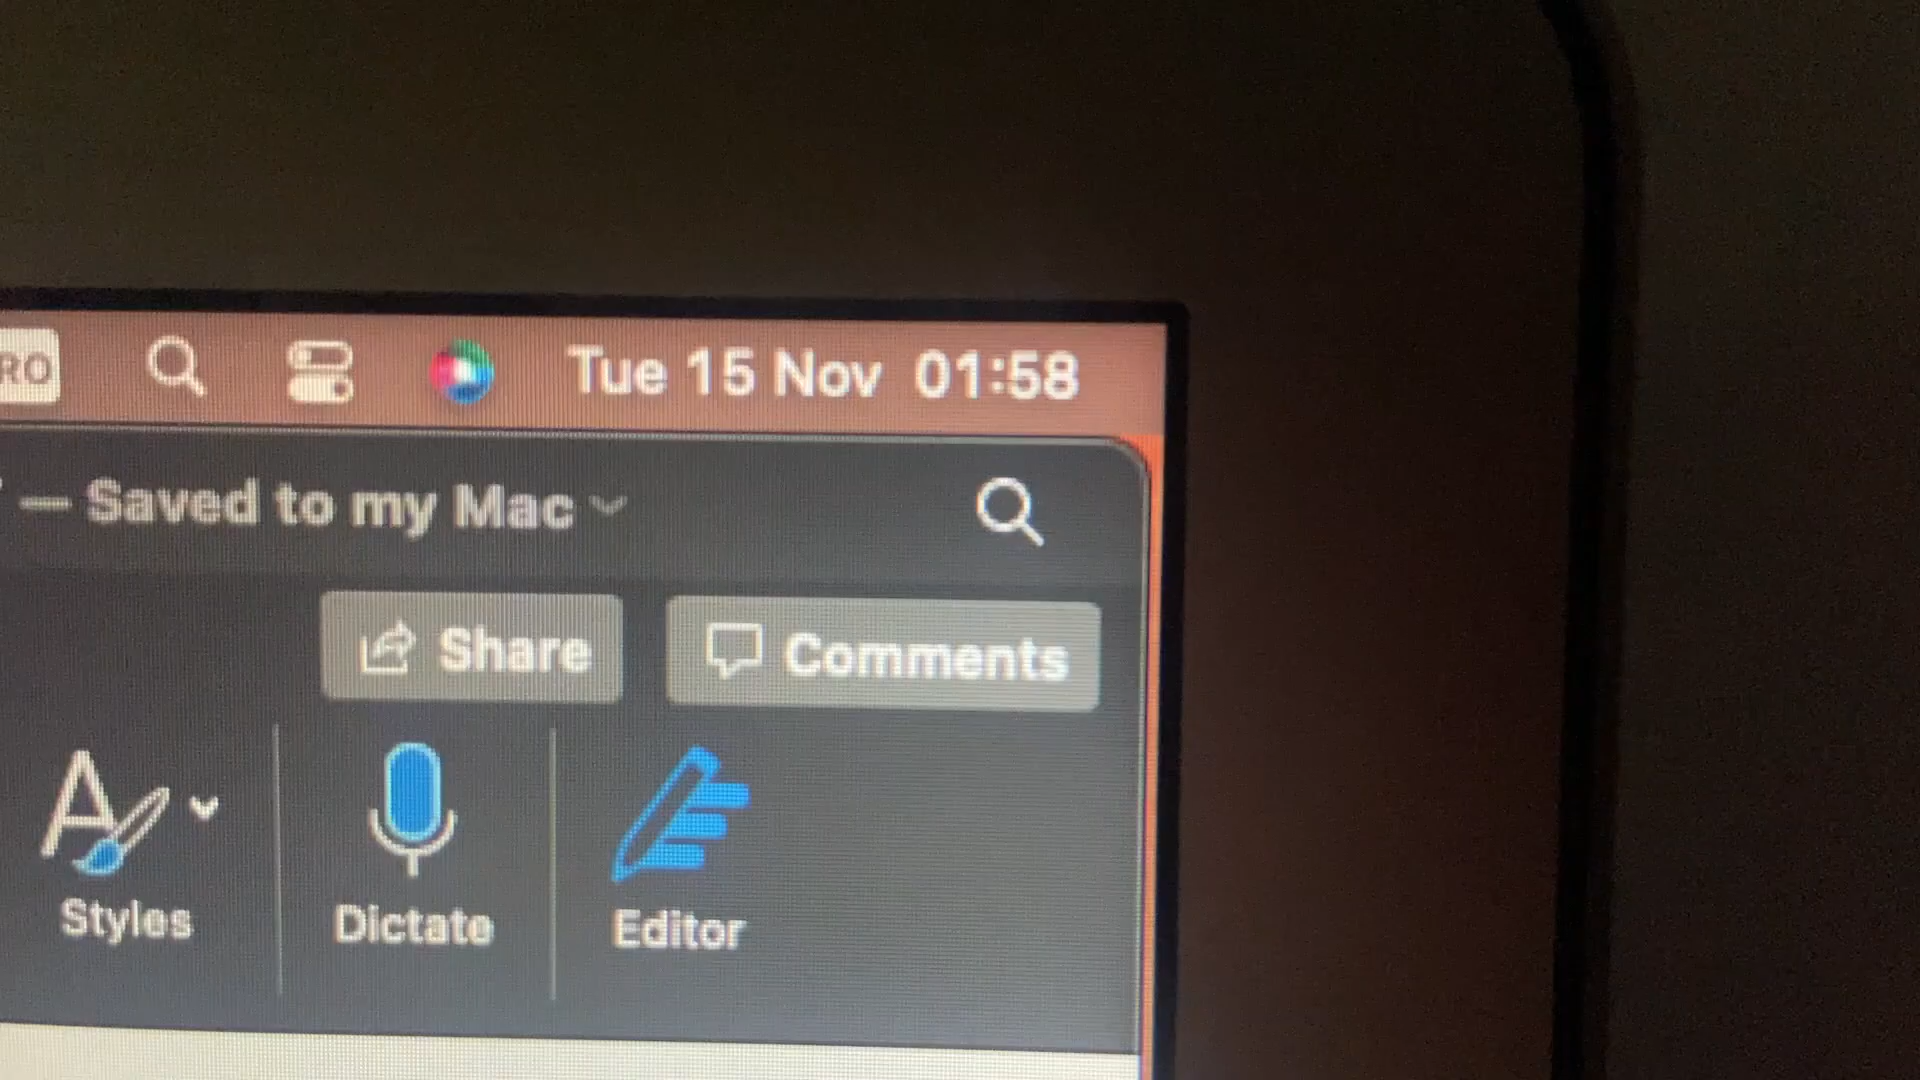 RO Tue 15 Nov 01:58
— Saved to my Mac
Share Comments
Styles Dictate Editor